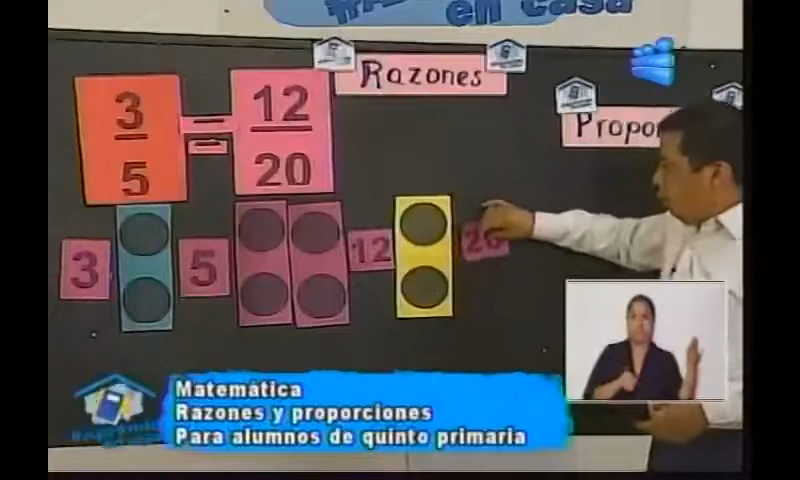 en casa
Razones
3
5
=
12
20
3 : 5 :: 12 : 20
Matemática
Razones y proporciones
Para alumnos de quinto primaria